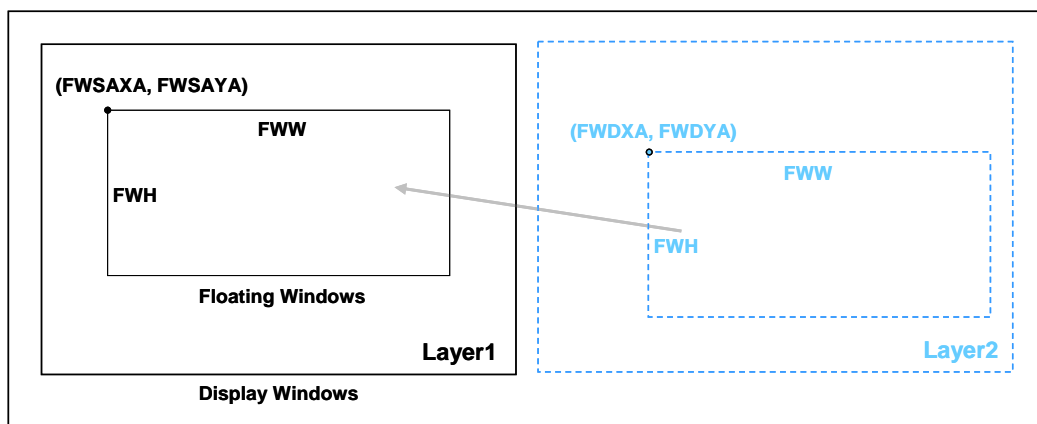 (FWSAXA, FWSAYA)
FWW
FWH
Floating Windows
Layer1
Display Windows
(FWDXA, FWDYA)
FWW
FWH
Layer2